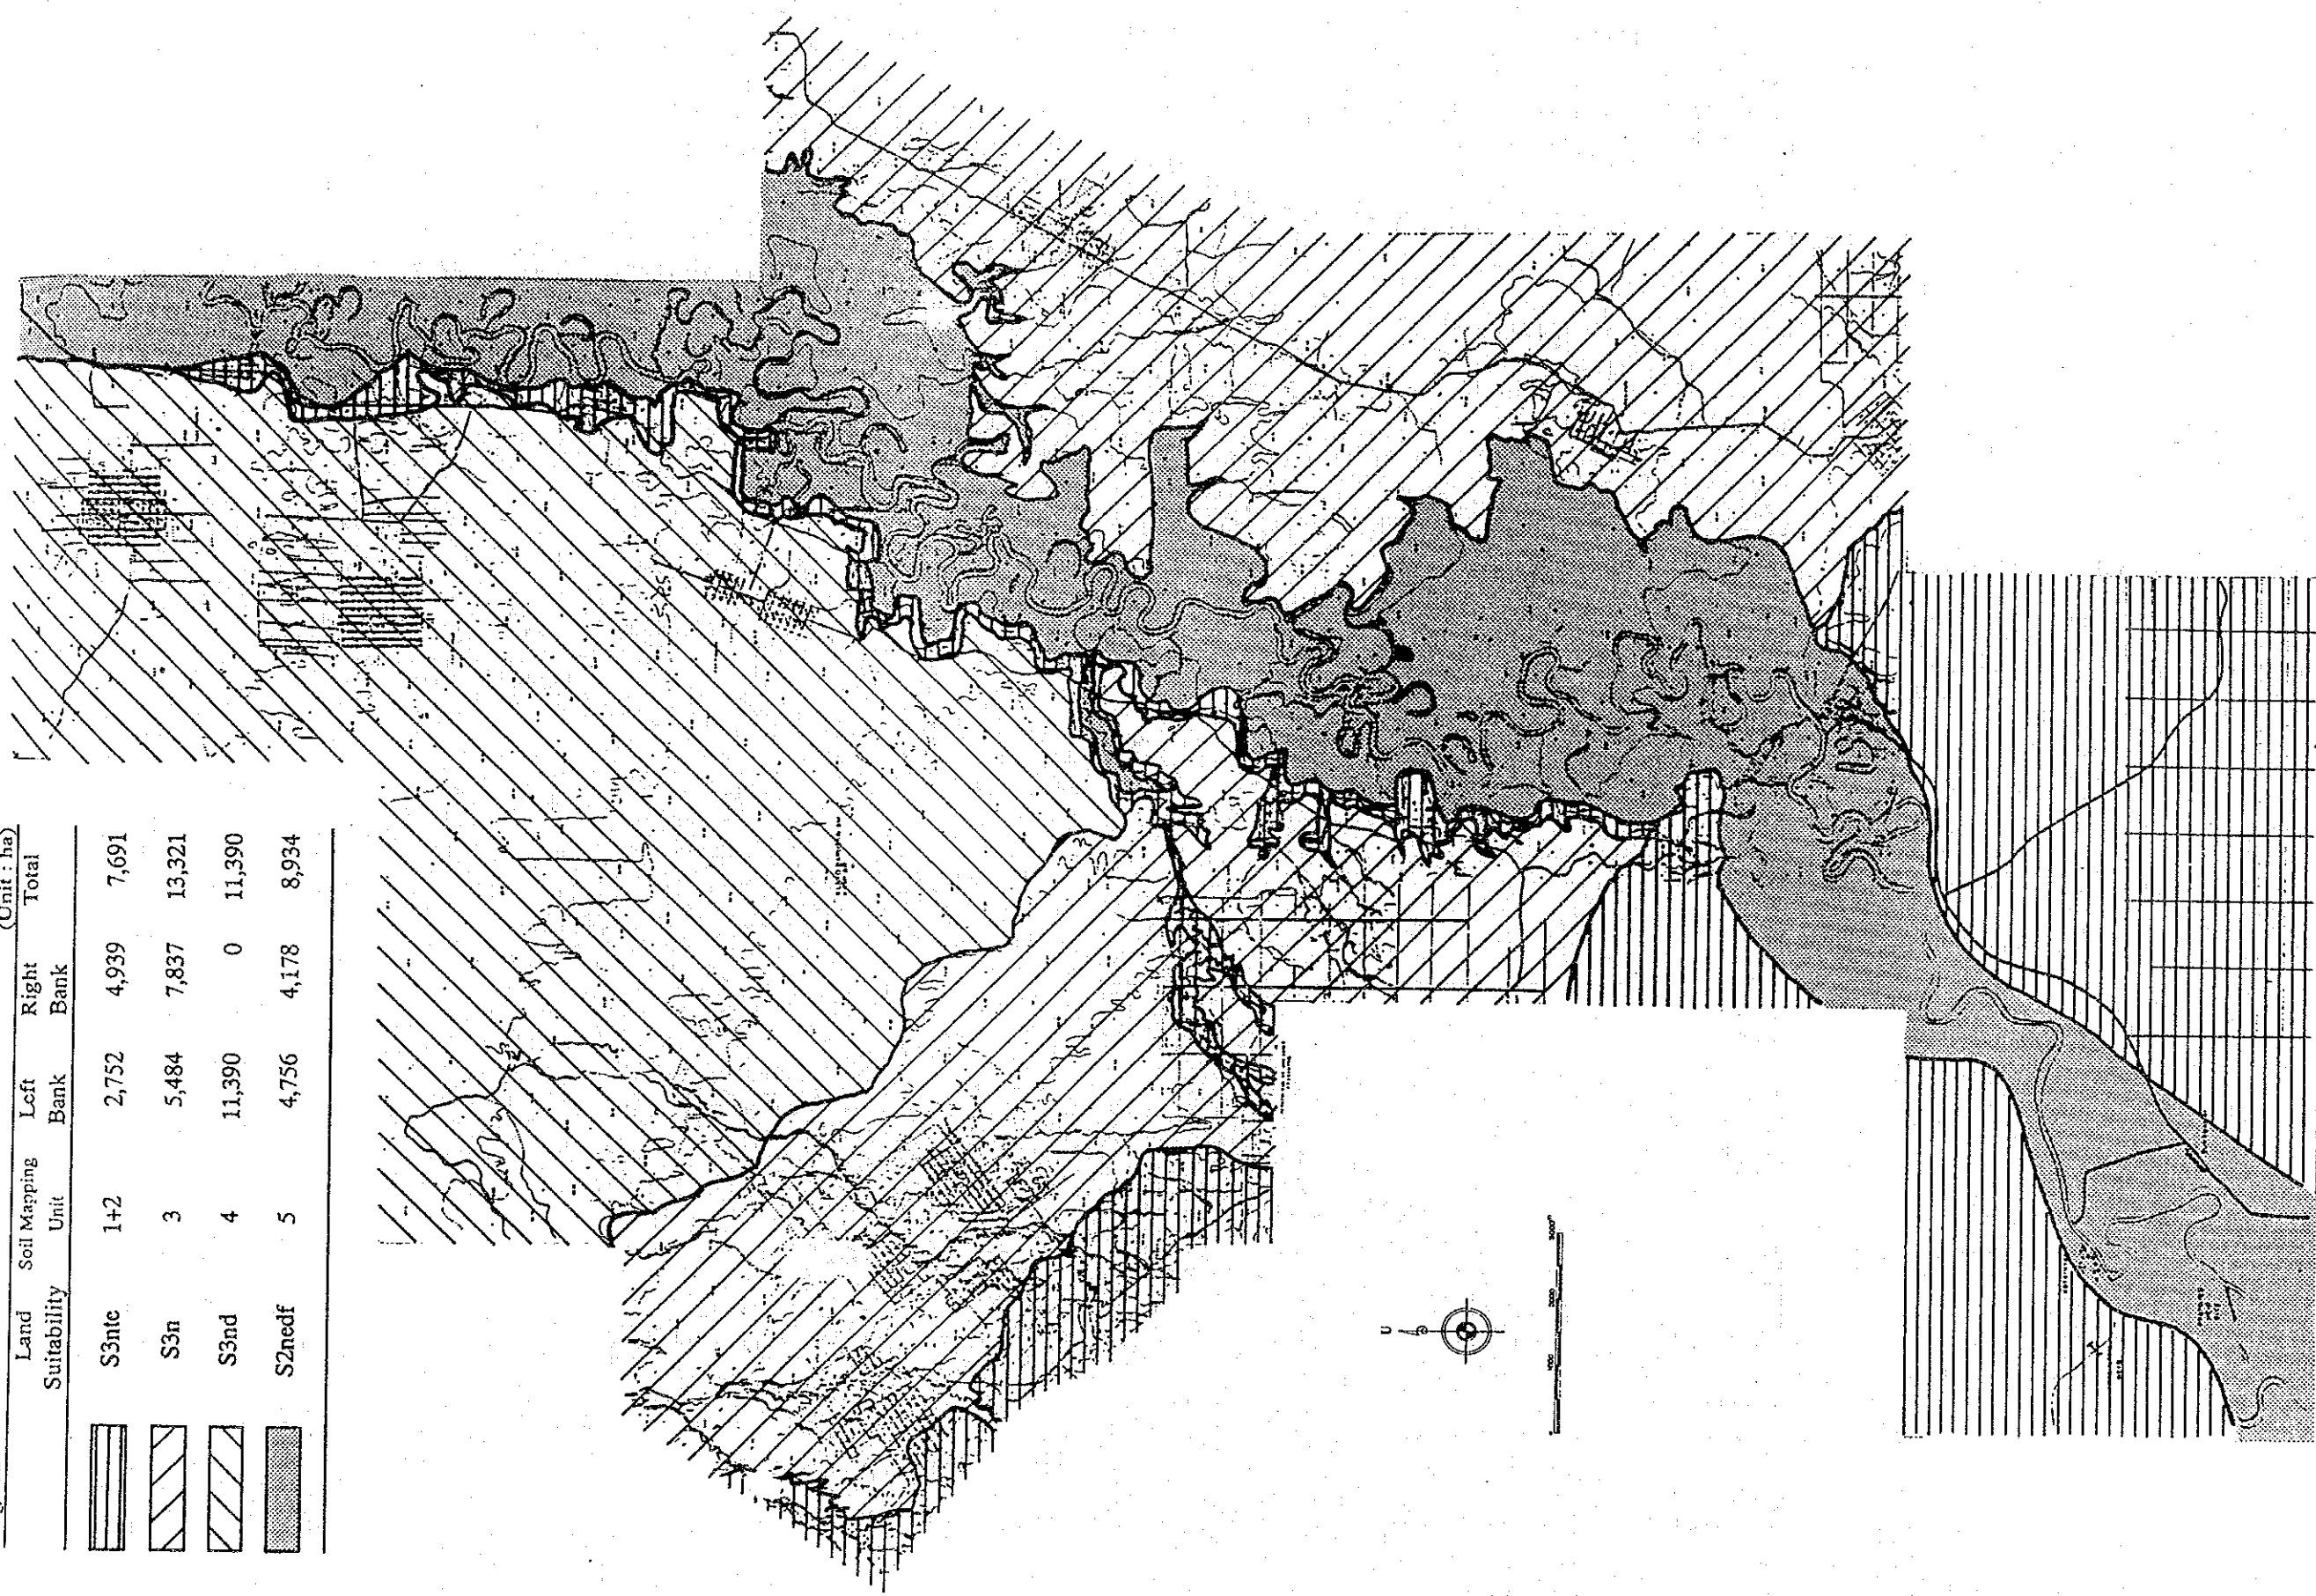 (Unit : ha)
Land Suitability Soil Mapping Unit Left Bank Right Bank Total
S3nte 1+2 2,752 4,939 7,691
S3n 3 5,484 7,837 13,321
S3nd 4 11,390 0 11,390
S2nedf 5 4,756 4,178 8,934